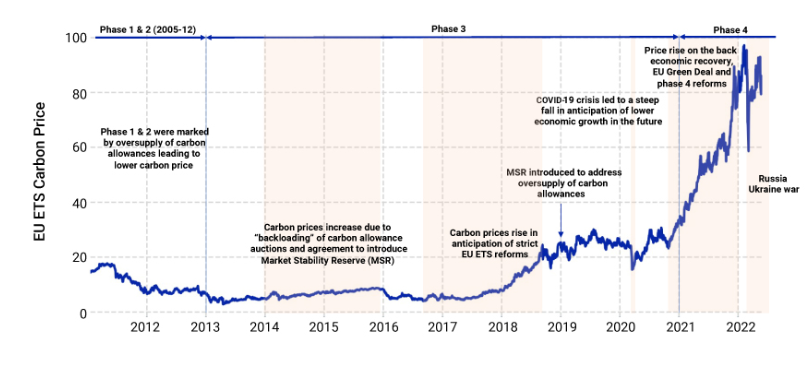 Phase 1 & 2 (2005-12)
Phase 3
Phase 4
EU ETS Carbon Price
100
80
60
40
20
0
Phase 1 & 2 were marked
by oversupply of carbon
allowances leading to
lower carbon price
Carbon prices increase due to
“backloading” of carbon allowance
auctions and agreement to introduce
Market Stability Reserve (MSR)
Carbon prices rise in
anticipation of strict
EU ETS reforms
MSR introduced to address
oversupply of carbon
allowances
COVID-19 crisis led to a steep
fall in anticipation of lower
economic growth in the future
Price rise on the back
economic recovery,
EU Green Deal and
phase 4 reforms
Russia
Ukraine war
2012
2013
2014
2015
2016
2017
2018
2019
2020
2021
2022